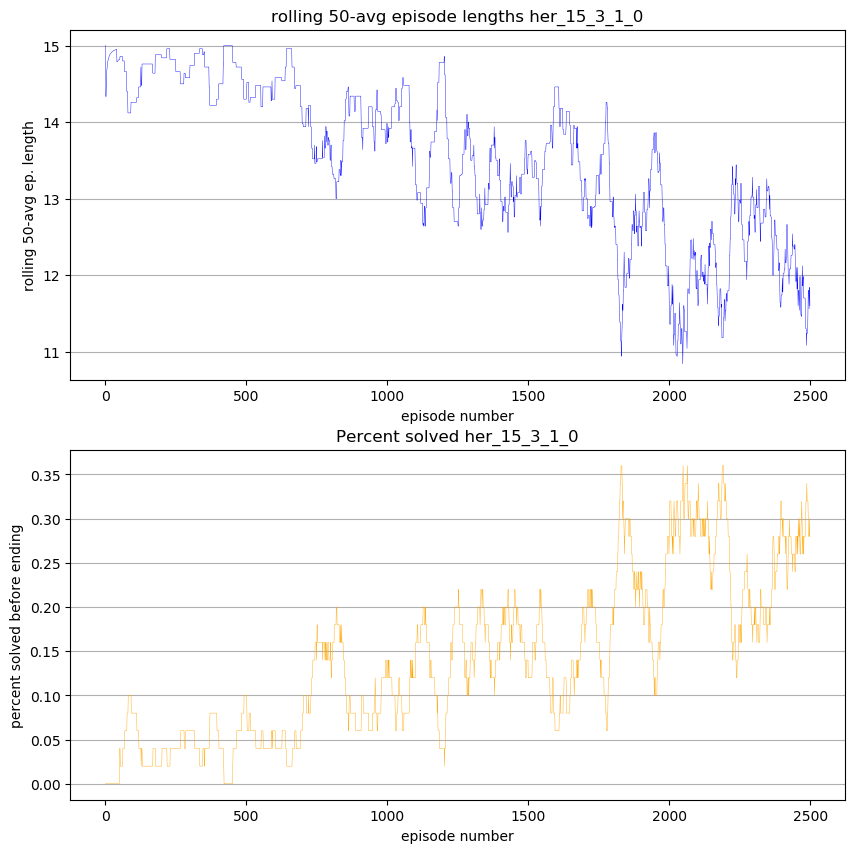 rolling 50-avg episode lengths her_15_3_1_0
15
14
13
12
11
rolling 50-avg ep. length
0 500 1000 1500 2000 2500
episode number
Percent solved her_15_3_1_0
0.35
0.30
0.25
0.20
0.15
0.10
0.05
0.00
percent solved before ending
0 500 1000 1500 2000 2500
episode number